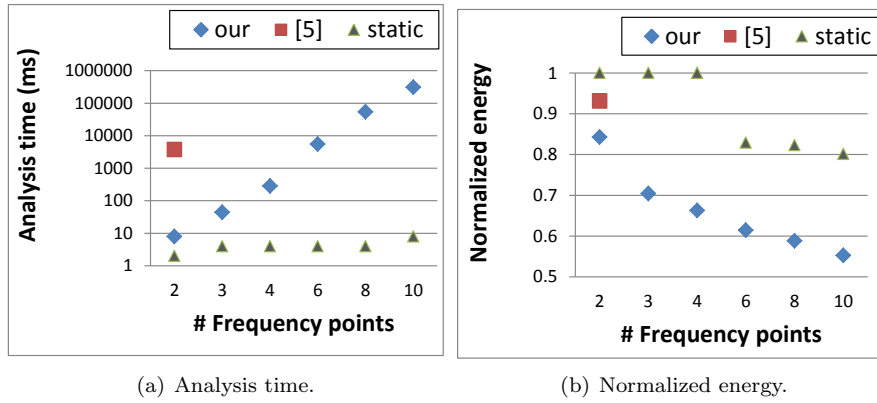 our [5] static
1000000
100000
10000
1000
100
10
1
Analysis time (ms)
2 3 4 6 8 10
# Frequency points
(a) Analysis time.
our [5] static
1
0.9
0.8
0.7
0.6
0.5
Normalized energy
2 3 4 6 8 10
# Frequency points
(b) Normalized energy.